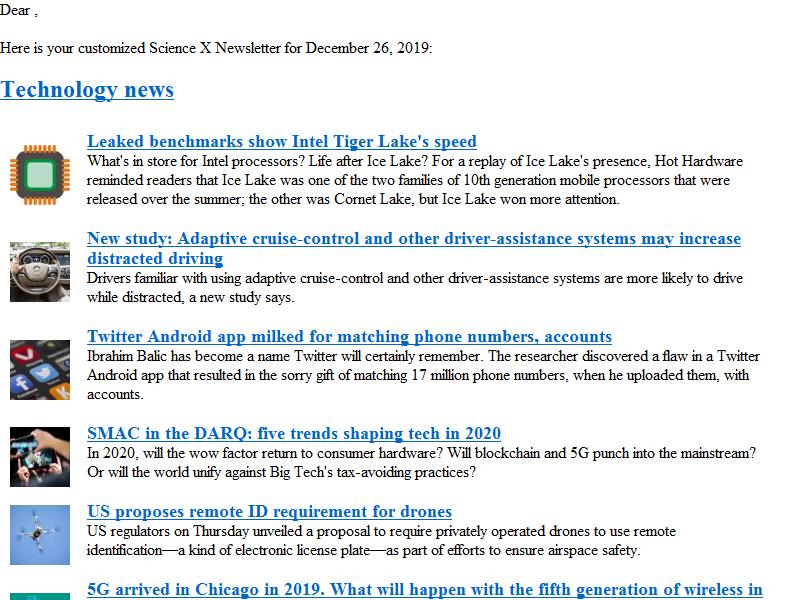 Dear ,
Here is your customized Science X Newsletter for December 26, 2019:
Technology news
Leaked benchmarks show Intel Tiger Lake's speed
What's in store for Intel processors? Life after Ice Lake? For a replay of Ice Lake's presence, Hot Hardware
reminded readers that Ice Lake was one of the two families of 10th generation mobile processors that were
released over the summer; the other was Cornet Lake, but Ice Lake won more attention.
New study: Adaptive cruise-control and other driver-assistance systems may increase
distracted driving
Drivers familiar with using adaptive cruise-control and other driver-assistance systems are more likely to drive
while distracted, a new study says.
Twitter Android app milked for matching phone numbers, accounts
Ibrahim Balic has become a name Twitter will certainly remember. The researcher discovered a flaw in a Twitter
Android app that resulted in the sorry gift of matching 17 million phone numbers, when he uploaded them, with
accounts.
SMAC in the DARQ: five trends shaping tech in 2020
In 2020, will the wow factor return to consumer hardware? Will blockchain and 5G punch into the mainstream?
Or will the world unify against Big Tech's tax-avoiding practices?
US proposes remote ID requirement for drones
US regulators on Thursday unveiled a proposal to require privately operated drones to use remote
identification—a kind of electronic license plate—as part of efforts to ensure airspace safety.
5G arrived in Chicago in 2019. What will happen with the fifth generation of wireless in